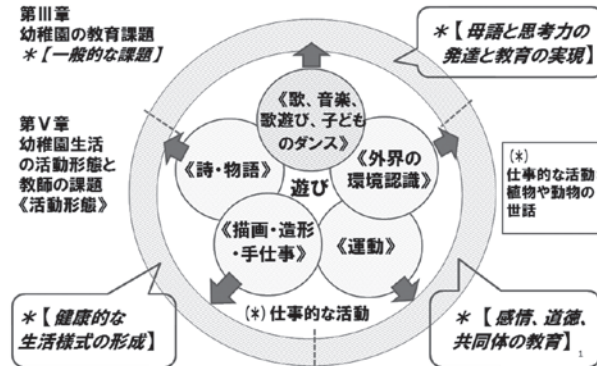 第Ⅲ章
幼稚園の教育課題
＊【一般的な課題】
＊【母語と思考力の
発達と教育の実現】
《歌、音楽、
歌遊び、子ども
のダンス》
第Ⅴ章
幼稚園生活
の活動形態と
教師の課題
《活動形態》
《詩・物語》
《外界の
環境認識》
遊び
(＊)
仕事的な活動
植物や動物の
世話
《描画・造形
・手仕事》
《運動》
(＊)仕事的な活動
＊【健康的な
生活様式の形成】
＊【感情、道徳、
共同体の教育】
1